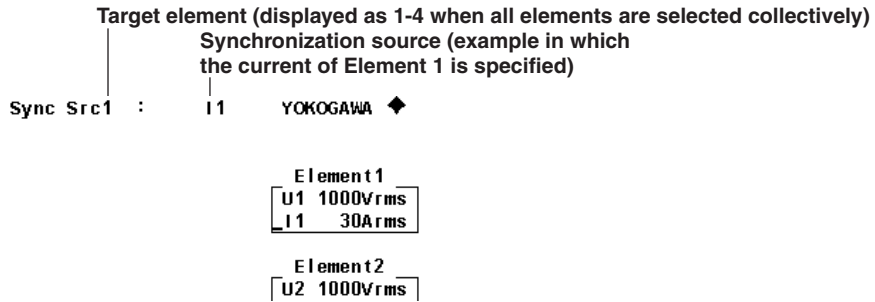 Target element (displayed as 1-4 when all elements are selected collectively)
Synchronization source (example in which
the current of Element 1 is specified)
Sync Src1 : I1 YOKOGAWA ◆
Element1
U1 1000Vrms
I1 30Arms
Element2
U2 1000Vrms